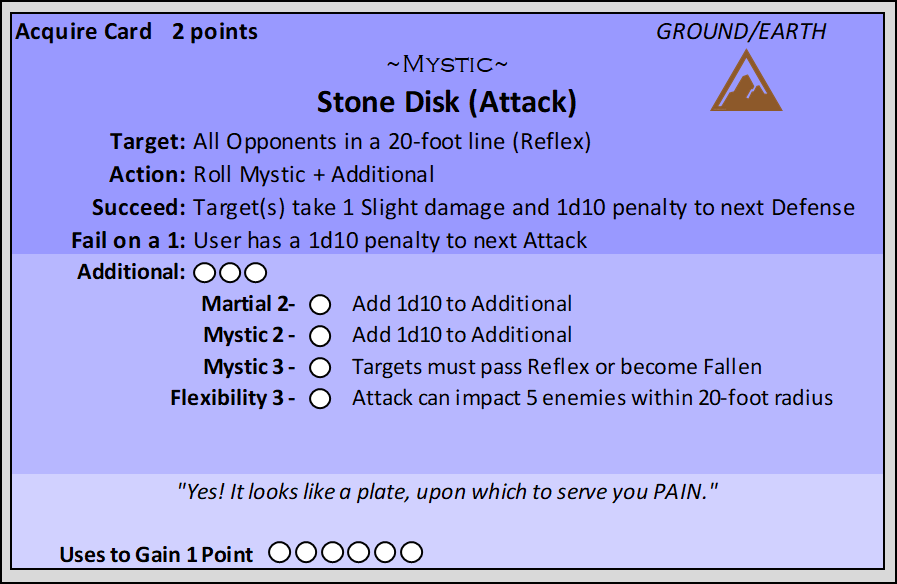 Acquire Card 2 points GROUND/EARTH
~Mystic~
Stone Disk (Attack)
Target: All Opponents in a 20-foot line (Reflex)
Action: Roll Mystic + Additional
Succeed: Target(s) take 1 Slight damage and 1d10 penalty to next Defense
Fail on a 1: User has a 1d10 penalty to next Attack
Additional:
Martial 2- Add 1d10 to Additional
Mystic 2 - Add 1d10 to Additional
Mystic 3 - Targets must pass Reflex or become Fallen
Flexibility 3 - Attack can impact 5 enemies within 20-foot radius
"Yes! It looks like a plate, upon which to serve you PAIN."
Uses to Gain 1 Point